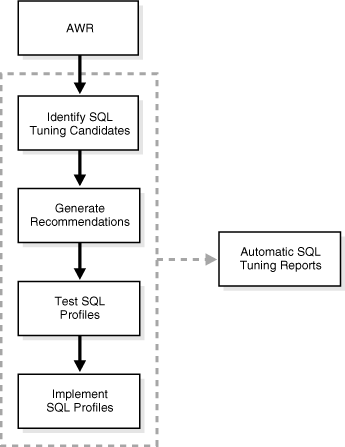 AWR
Identify SQL
Tuning Candidates
Generate
Recommendations
Automatic SQL
Tuning Reports
Test SQL
Profiles
Implement
SQL Profiles